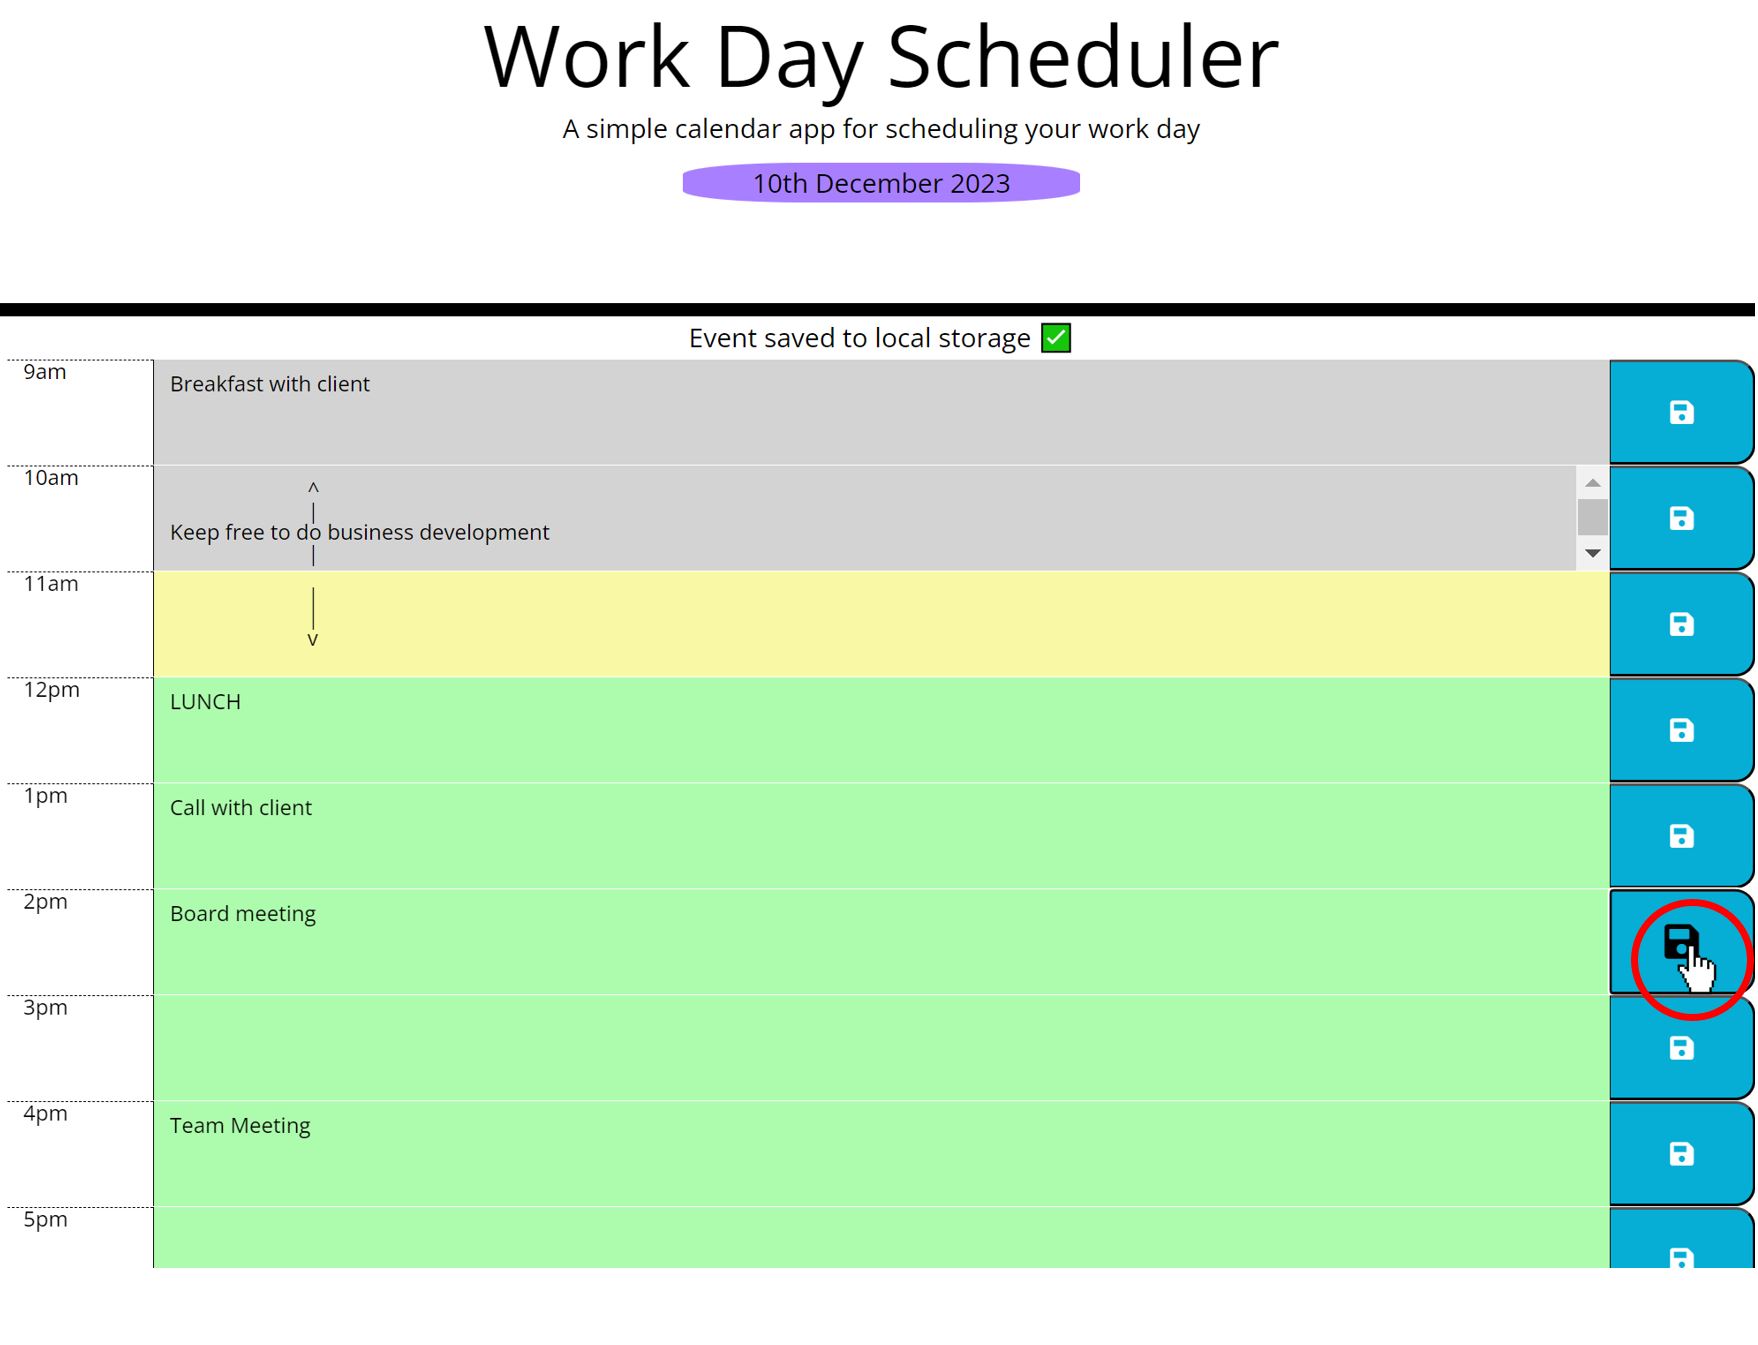 Work Day Scheduler
A simple calendar app for scheduling your work day
10th December 2023
Event saved to local storage ✅
9am
Breakfast with client
10am
^
|
Keep free to do business development
|
11am
|
|
v
12pm
LUNCH
1pm
Call with client
2pm
Board meeting
3pm
4pm
Team Meeting
5pm